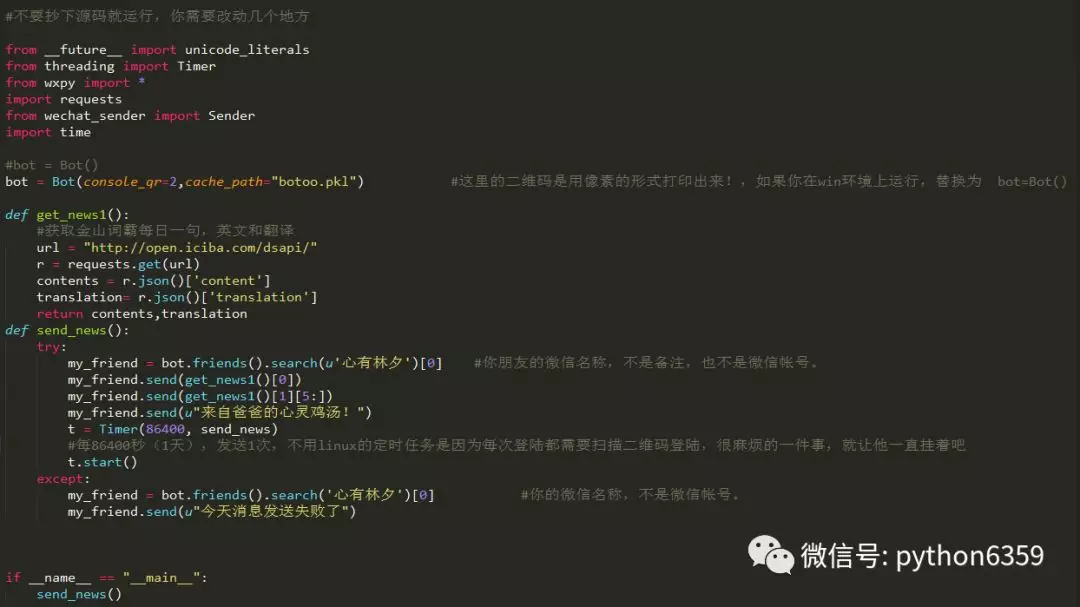 #不要抄下源码就运行，你需要改动几个地方
from __future__ import unicode_literals
from threading import Timer
from wxpy import *
import requests
from wechat_sender import Sender
import time
#bot = Bot()
bot = Bot(console_qr=2,cache_path="botoo.pkl") #这里的二维码是用像素的形式打印出来！，如果你在win环境上运行，替换为 bot=Bot()
def get_news1():
#获取金山词霸每日一句，英文和翻译
url = "http://open.iciba.com/dsapi/"
r = requests.get(url)
contents = r.json()['content']
translation= r.json()['translation']
return contents,translation
def send_news():
try:
my_friend = bot.friends().search(u'心有林夕')[0] #你朋友的微信名称，不是备注，也不是微信帐号。
my_friend.send(get_news1()[0])
my_friend.send(get_news1()[1][5:])
my_friend.send(u"来自爸爸的心灵鸡汤！")
t = Timer(86400, send_news)
#每86400秒（1天），发送1次，不用linux的定时任务是因为每次登陆都需要扫描二维码登陆，很麻烦的一件事，就让他一直挂着吧
t.start()
except:
my_friend = bot.friends().search('心有林夕')[0] #你的微信名称，不是微信帐号。
my_friend.send(u"今天消息发送失败了")
if __name__ == "__main__":
send_news()
微信号: python6359